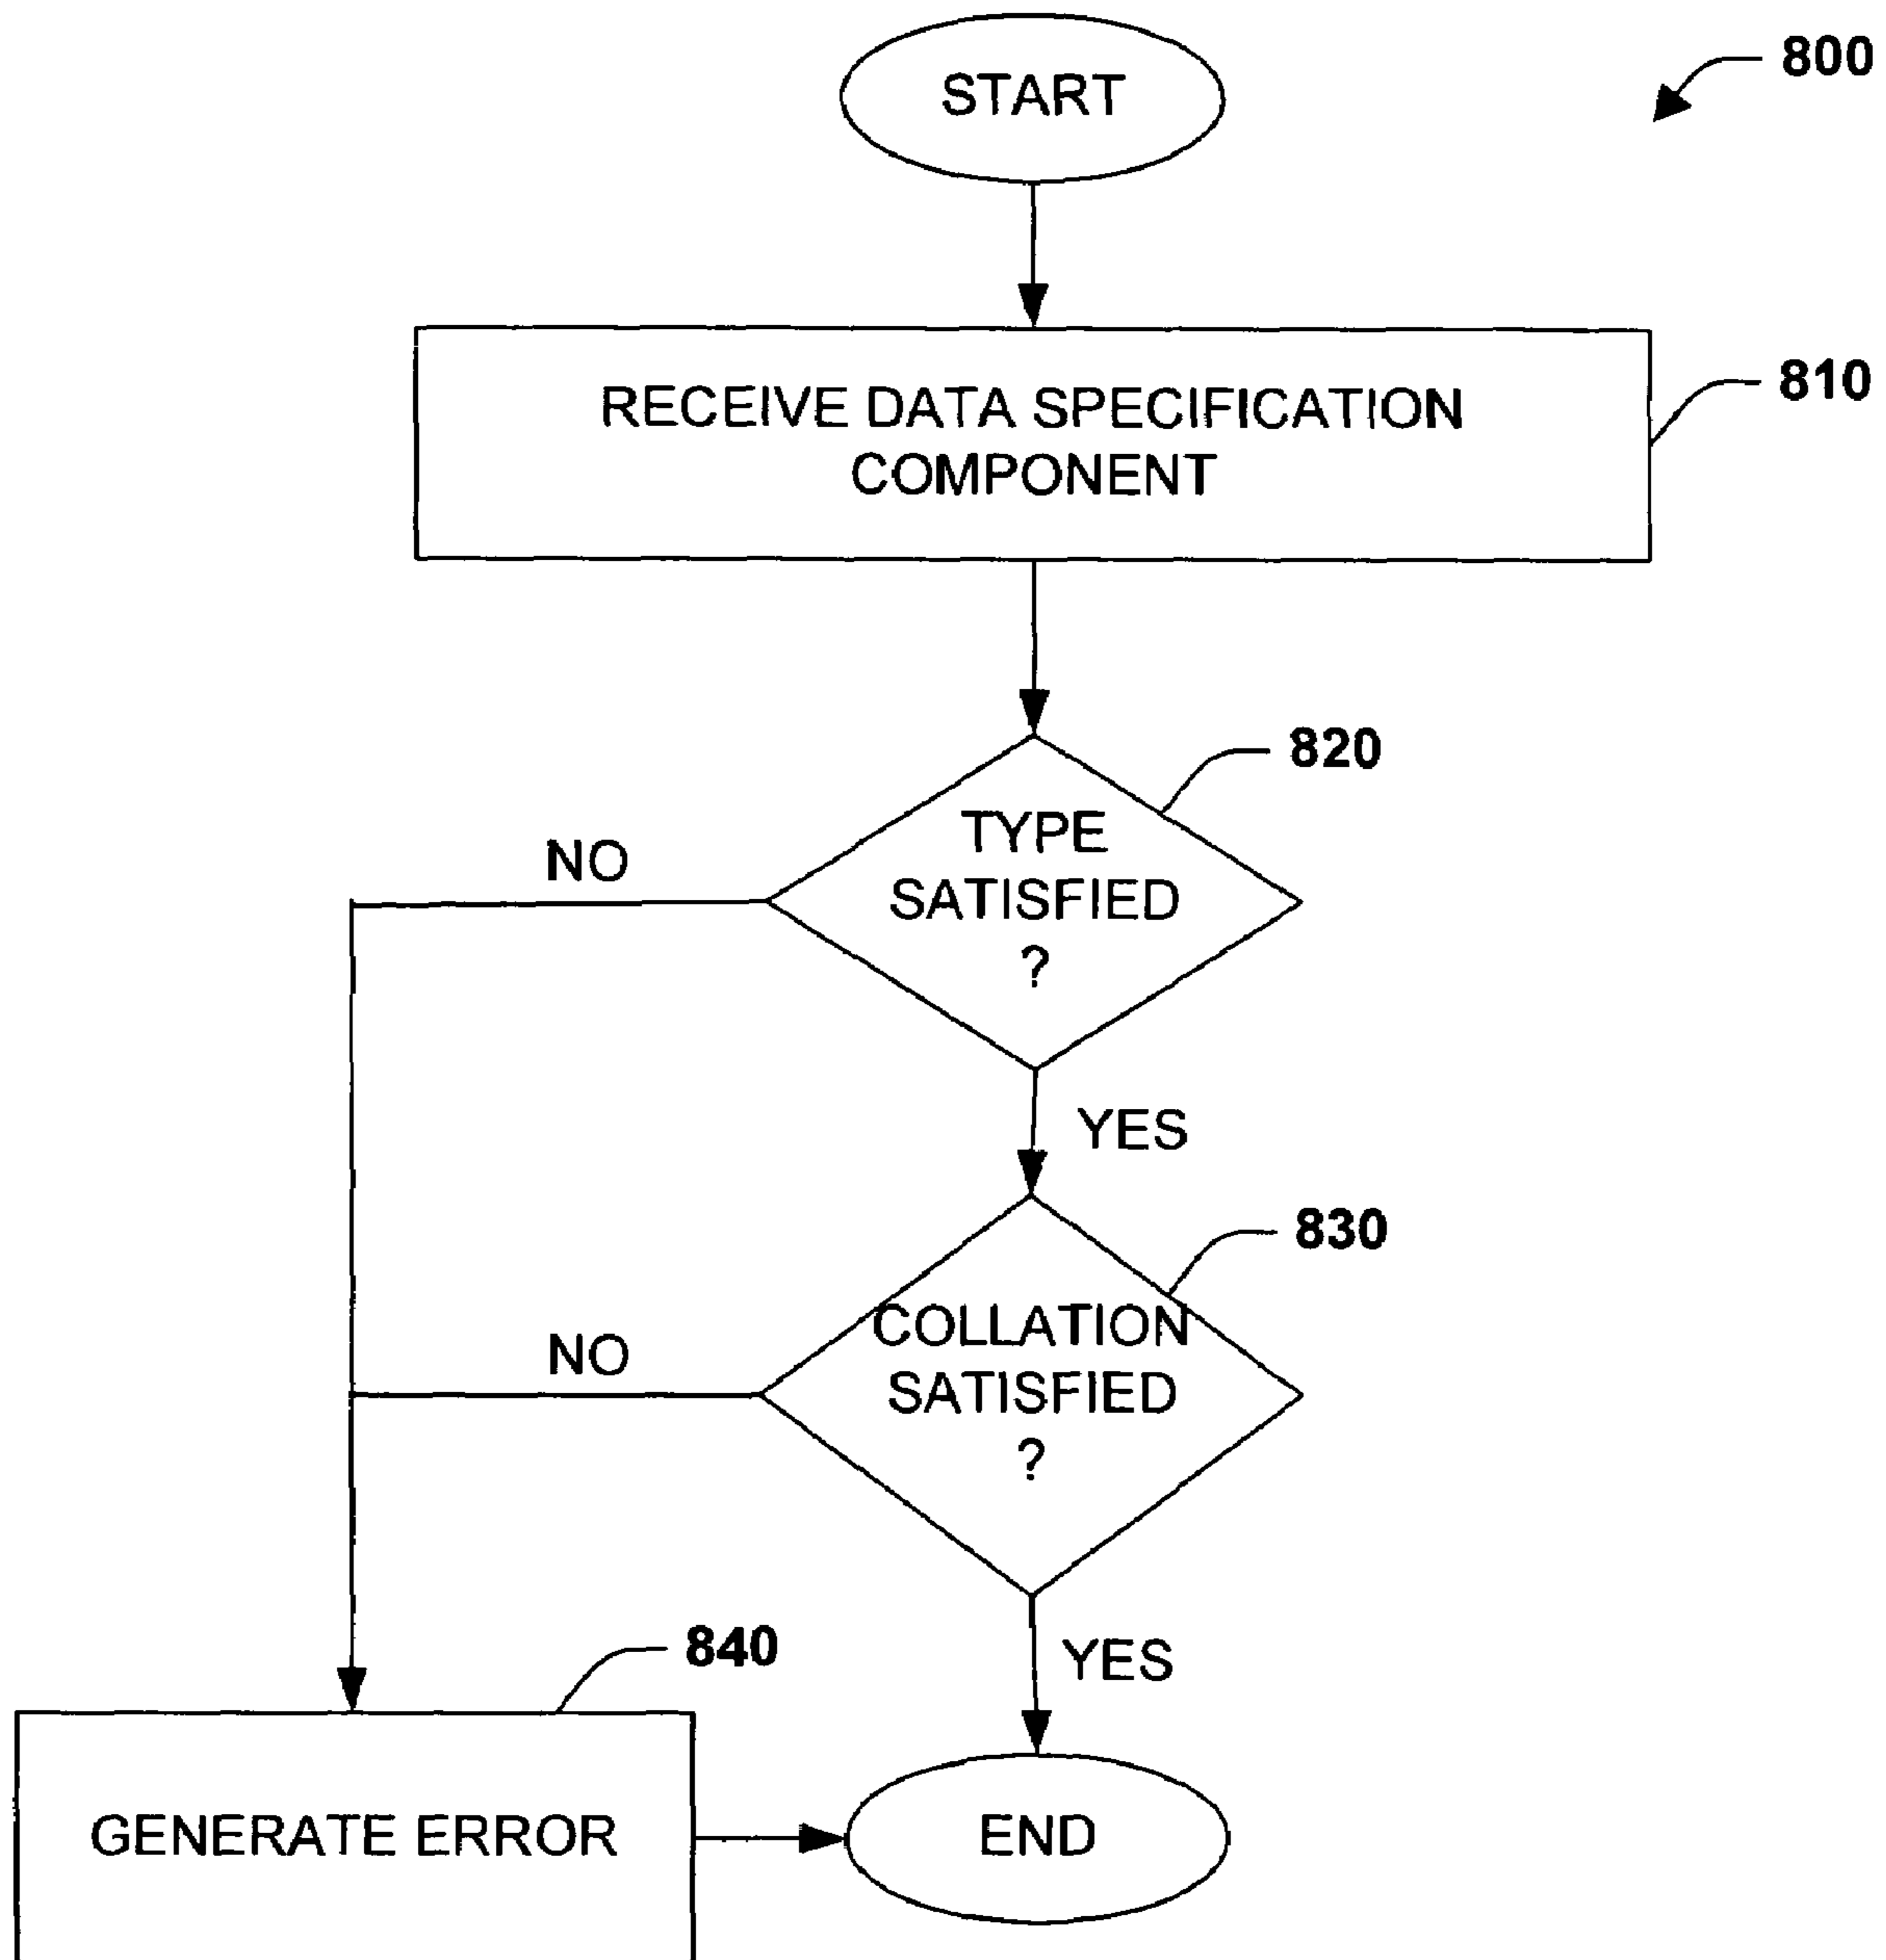 START
800
RECEIVE DATA SPECIFICATION
COMPONENT
810
820
TYPE
SATISFIED
?
NO
YES
830
COLLATION
SATISFIED
?
NO
YES
840
GENERATE ERROR
END